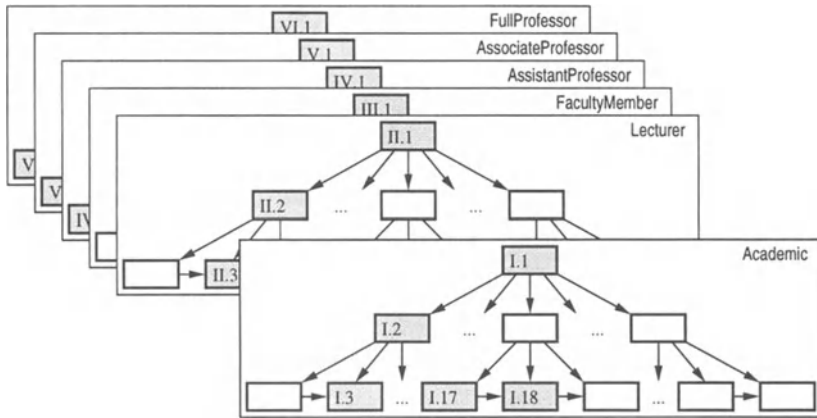 FullProfessor
VI.1
AssociateProfessor
V.1
AssistantProfessor
IV.1
FacultyMember
III.1
Lecturer
II.1
V
II.2
...
...
V
IV
Academic
I.1
II.3
I.2
...
...
I.3
...
I.17
I.18
...